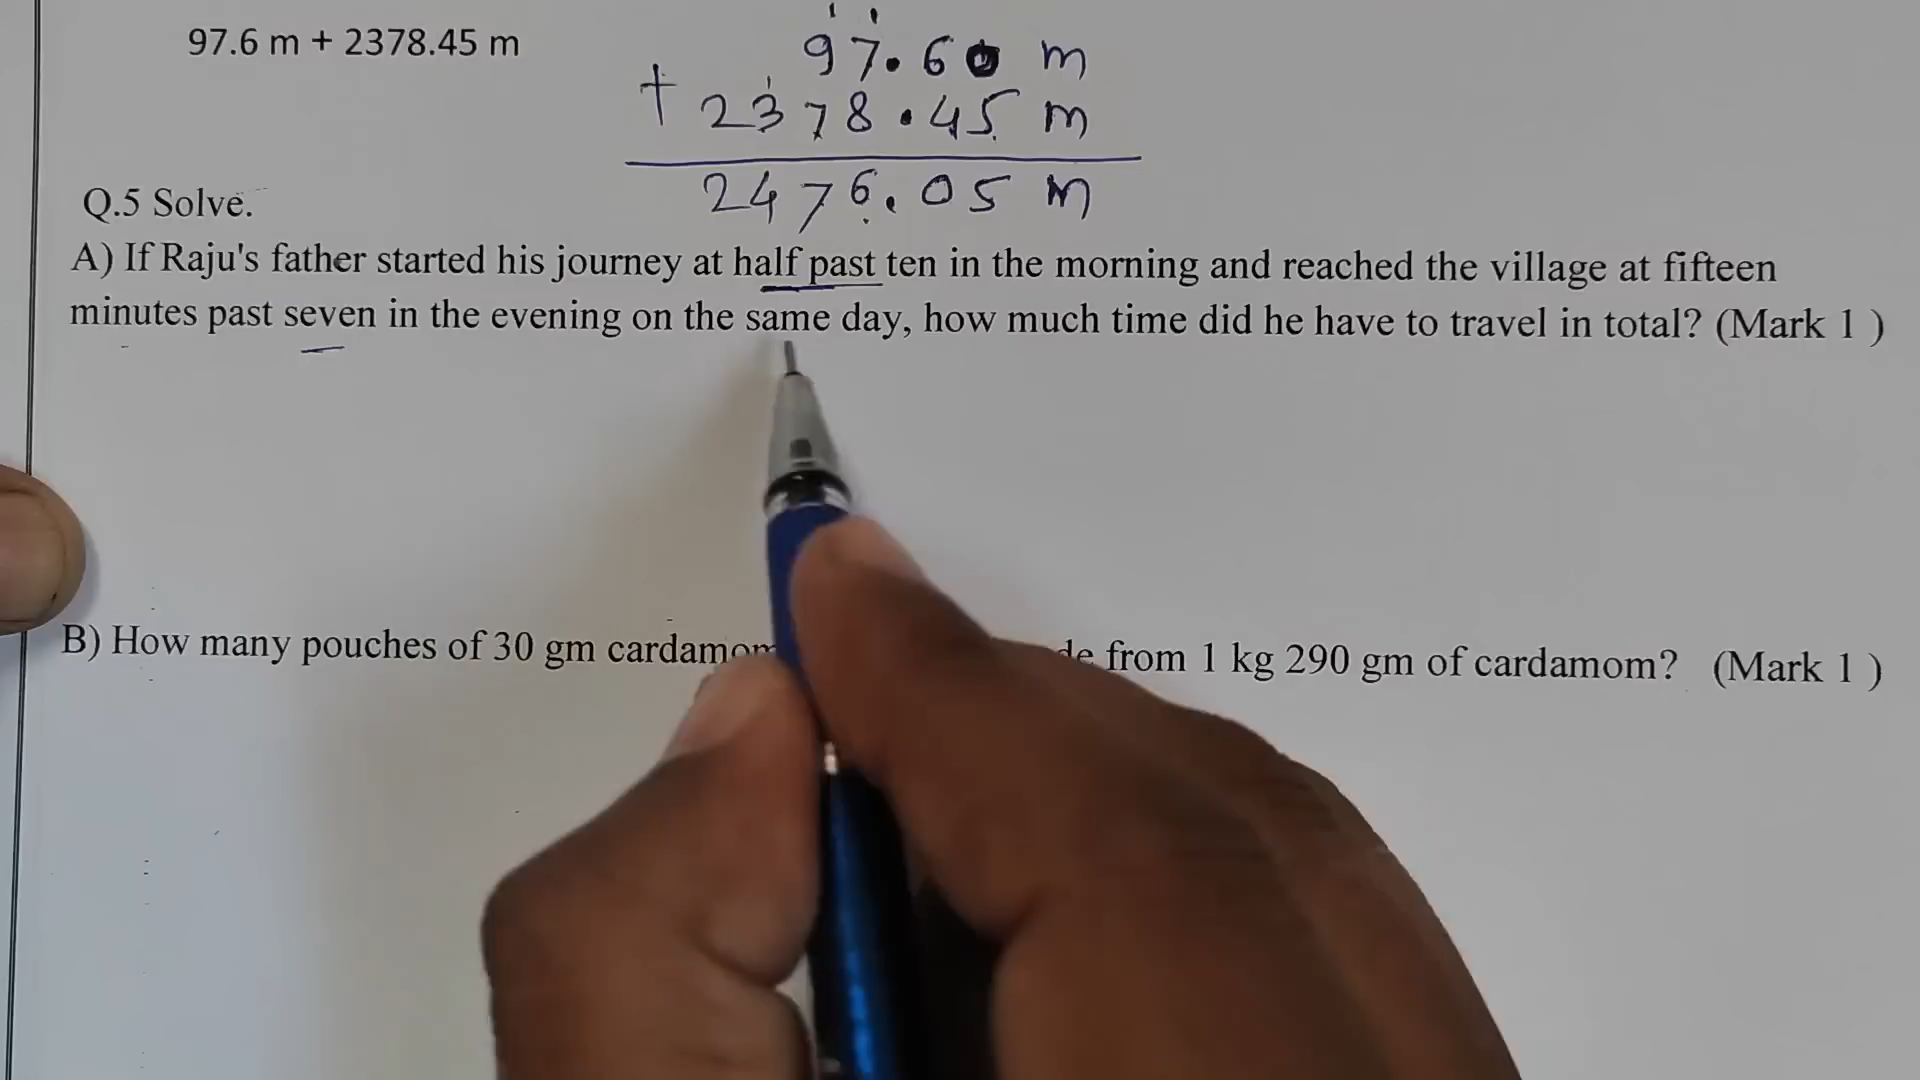 97.6 m + 2378.45 m
97.60 m
+ 2378.45 m
2476.05 m
Q.5 Solve.
A) If Raju's father started his journey at half past ten in the morning and reached the village at fifteen
minutes past seven in the evening on the same day, how much time did he have to travel in total? (Mark 1 )
B) How many pouches of 30 gm from 1 kg 290 gm of cardamom? (Mark 1 )